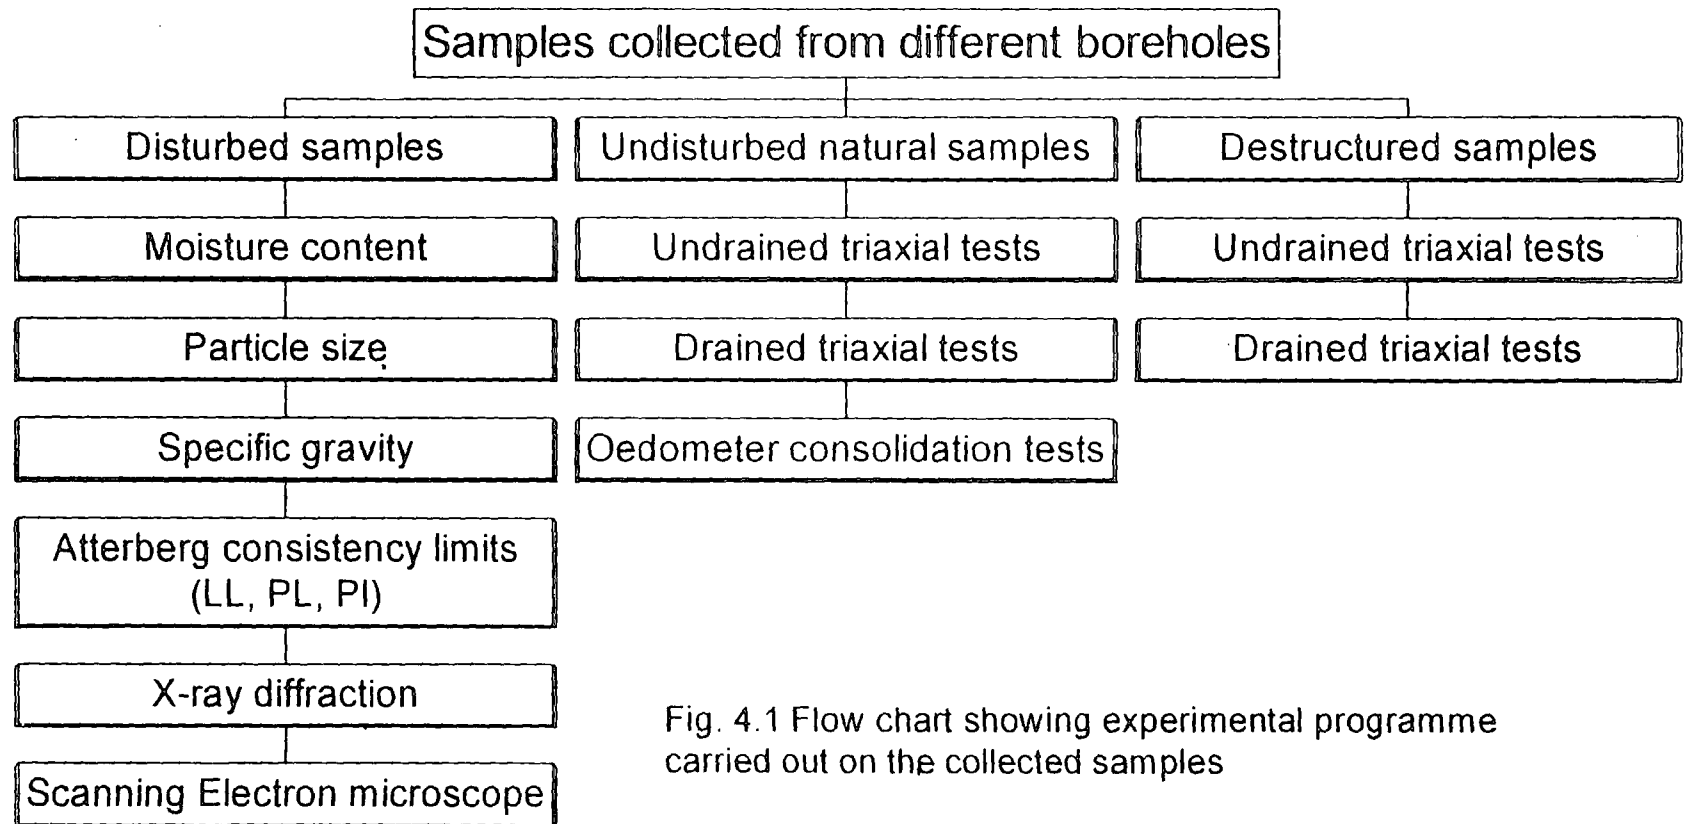 Samples collected from different boreholes
Disturbed samples
Moisture content
Particle size
Specific gravity
Atterberg consistency limits
(LL, PL, PI)
X-ray diffraction
Scanning Electron microscope
Undisturbed natural samples
Undrained triaxial tests
Drained triaxial tests
Oedometer consolidation tests
Destructured samples
Undrained triaxial tests
Drained triaxial tests
Fig. 4.1 Flow chart showing experimental programme
carried out on the collected samples